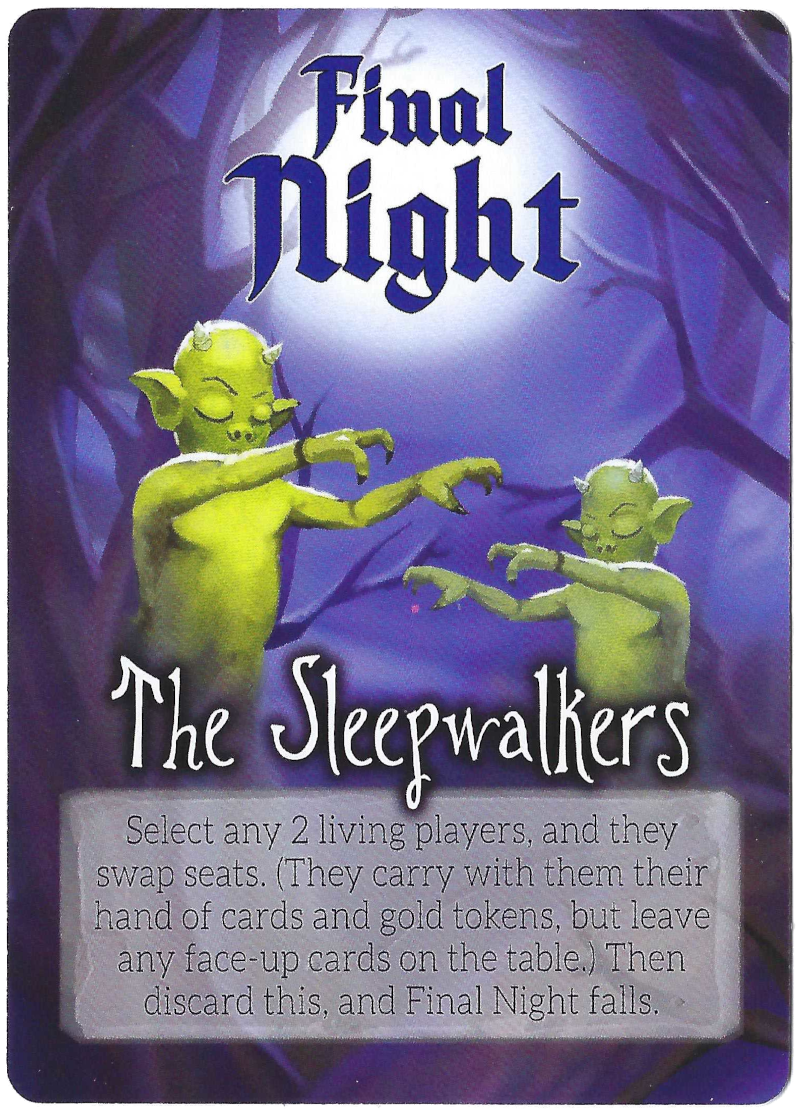 Final
Night
The Sleepwalkers
Select any 2 living players, and they
swap seats. (They carry with them their
hand of cards and gold tokens, but leave
any face-up cards on the table.) Then
discard this, and Final Night falls.